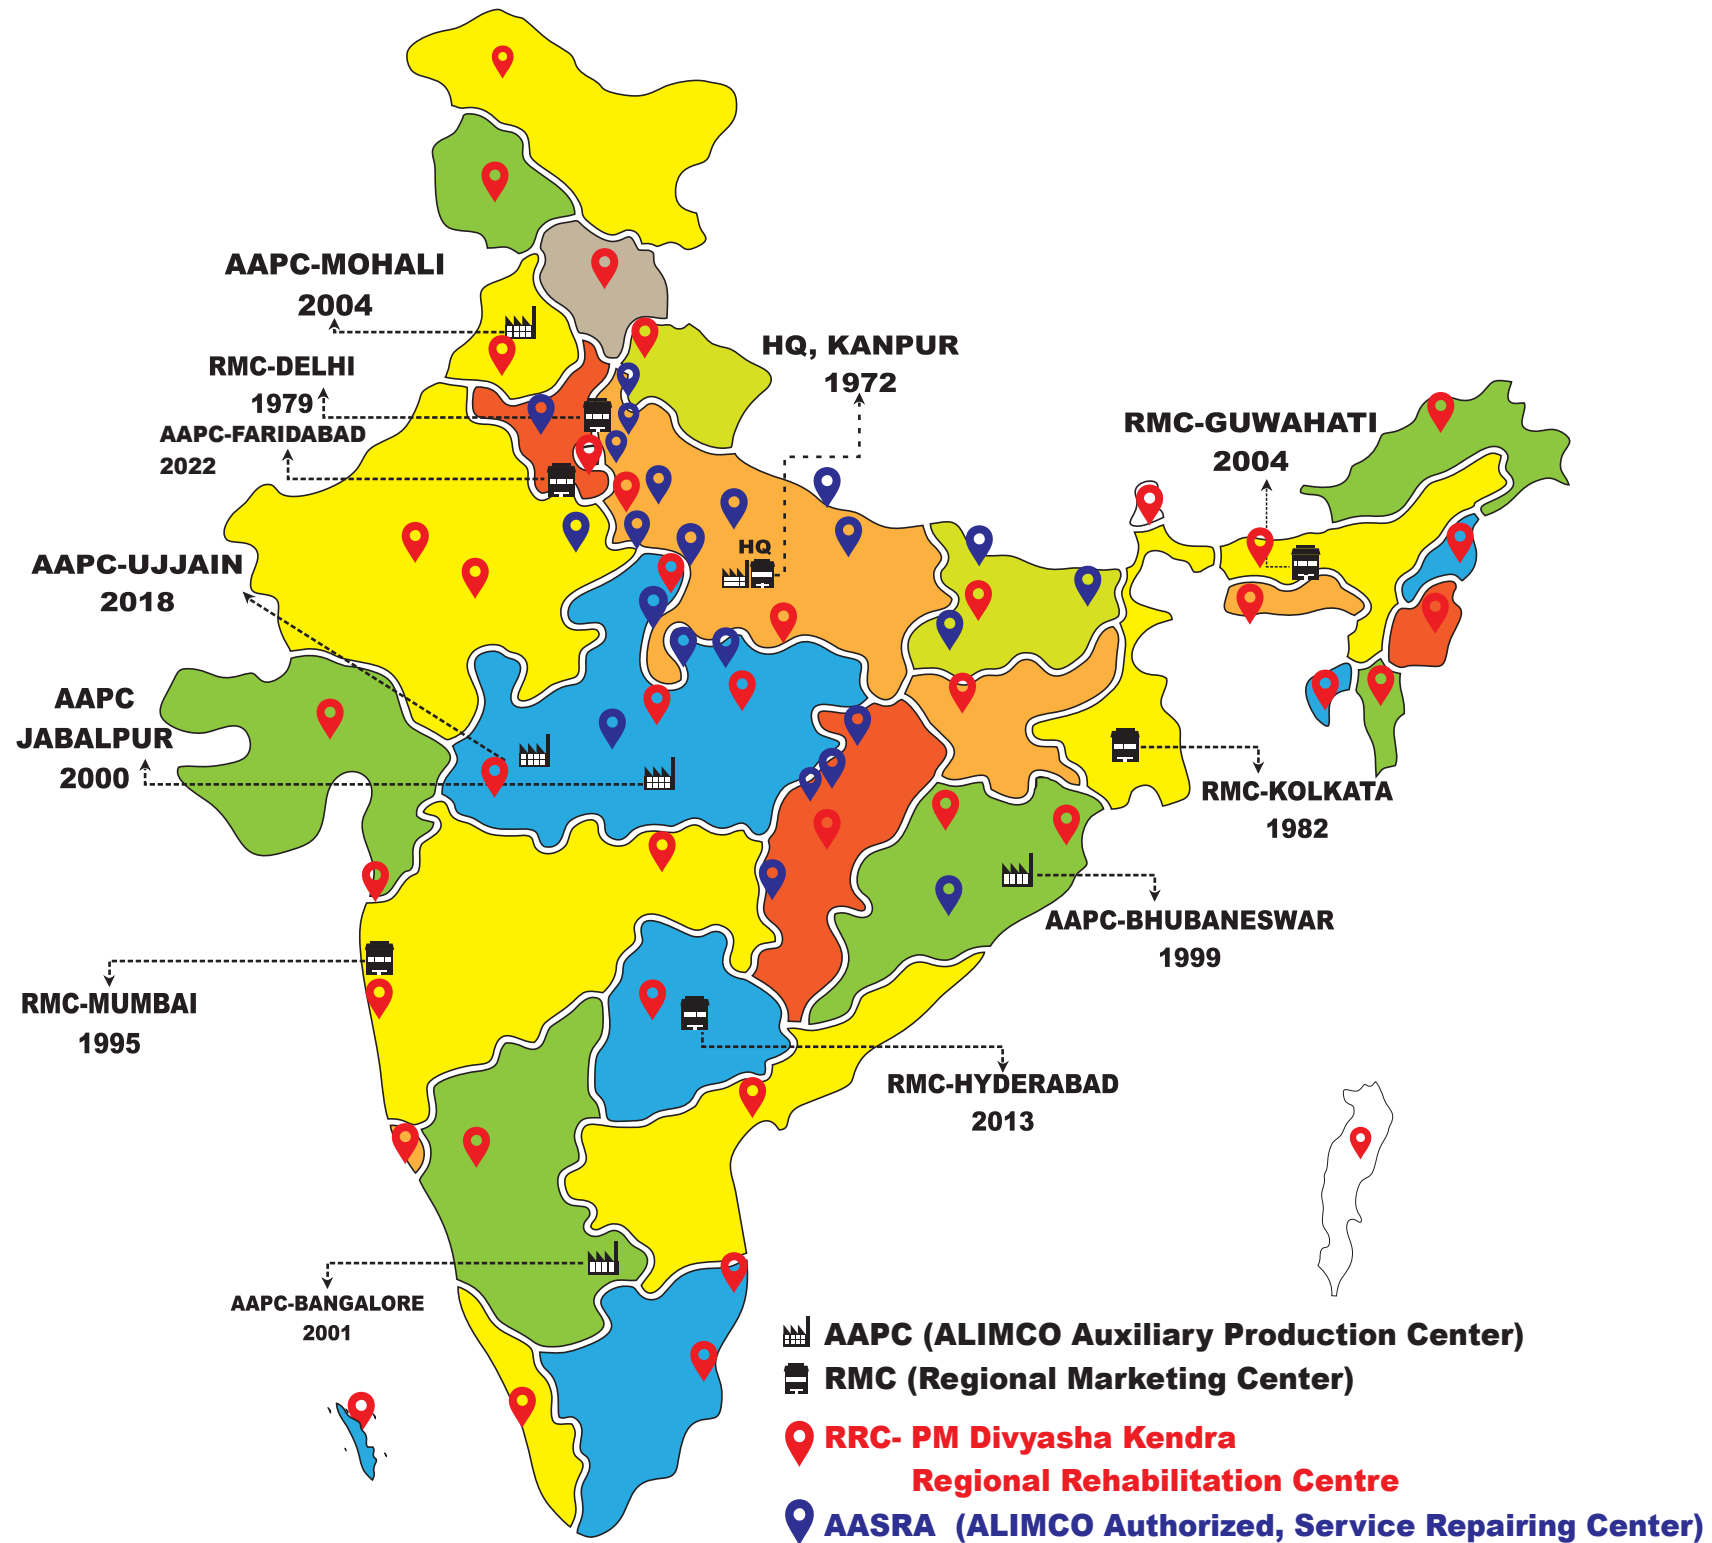 AAPC-MOHALI
2004
RMC-DELHI
1979
AAPC-FARIDABAD
2022
HQ, KANPUR
1972
RMC-GUWAHATI
2004
HQ
AAPC-UJJAIN
2018
AAPC
JABALPUR
2000
RMC-KOLKATA
1982
AAPC-BHUBANESWAR
1999
RMC-MUMBAI
1995
RMC-HYDERABAD
2013
AAPC-BANGALORE
2001
AAPC (ALIMCO Auxiliary Production Center)
RMC (Regional Marketing Center)
RRC- PM Divyasha Kendra
Regional Rehabilitation Centre
AASRA (ALIMCO Authorized, Service Repairing Center)